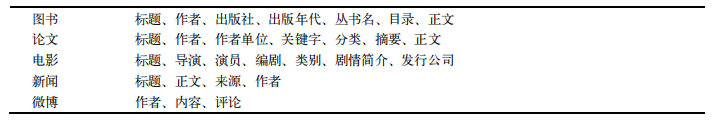 图书 标题、作者、出版社、出版年代、丛书名、目录、正文
论文 标题、作者、作者单位、关键字、分类、摘要、正文
电影 标题、导演、演员、编剧、类别、剧情简介、发行公司
新闻 标题、正文、来源、作者
微博 作者、内容、评论